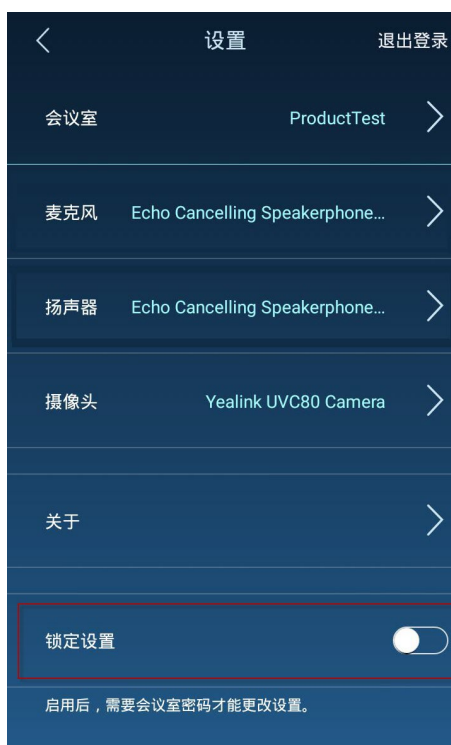 设置 退出登录
会议室 ProductTest
麦克风 Echo Cancelling Speakerphone...
扬声器 Echo Cancelling Speakerphone...
摄像头 Yealink UVC80 Camera
关于
锁定设置
启用后，需要会议室密码才能更改设置。